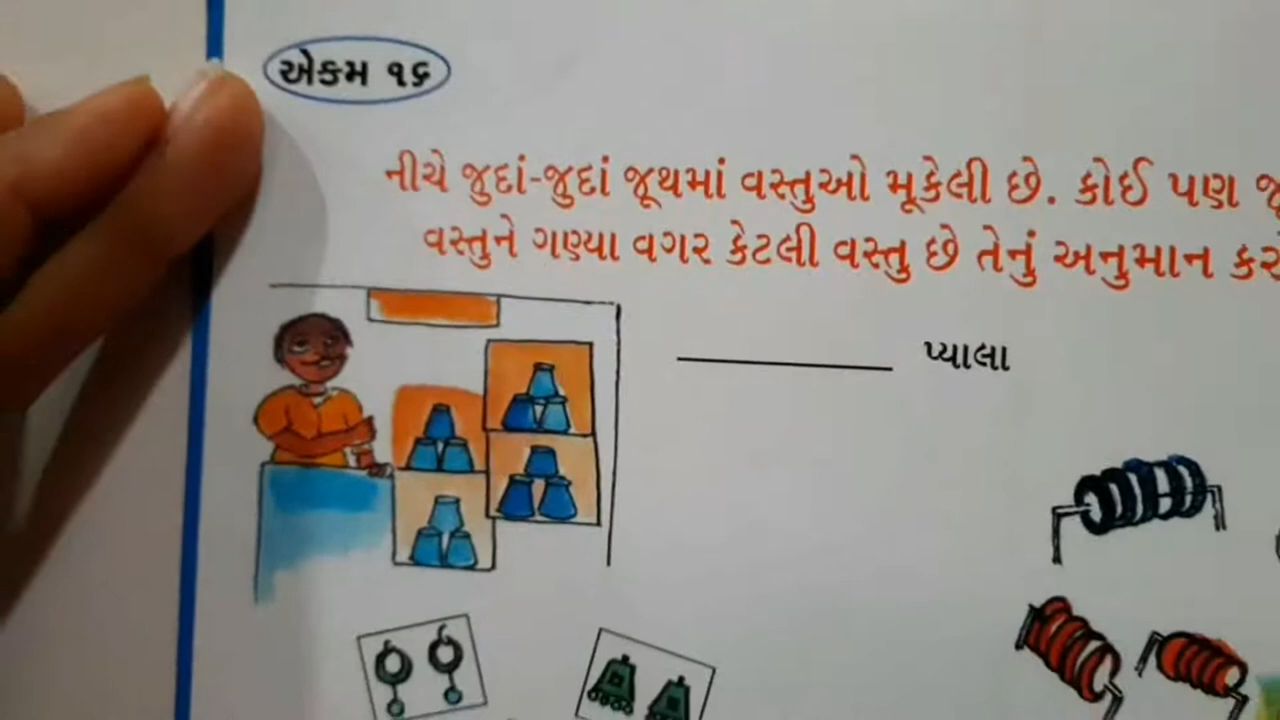 એકમ ૧૬
નીચે જુદાં-જુદાં જૂથમાં વસ્તુઓ મૂકેલી છે. કોઈ પણ
વસ્તુને ગણ્યા વગર કેટલી વસ્તુ છે તેનું અનુમાન
પ્યાલા